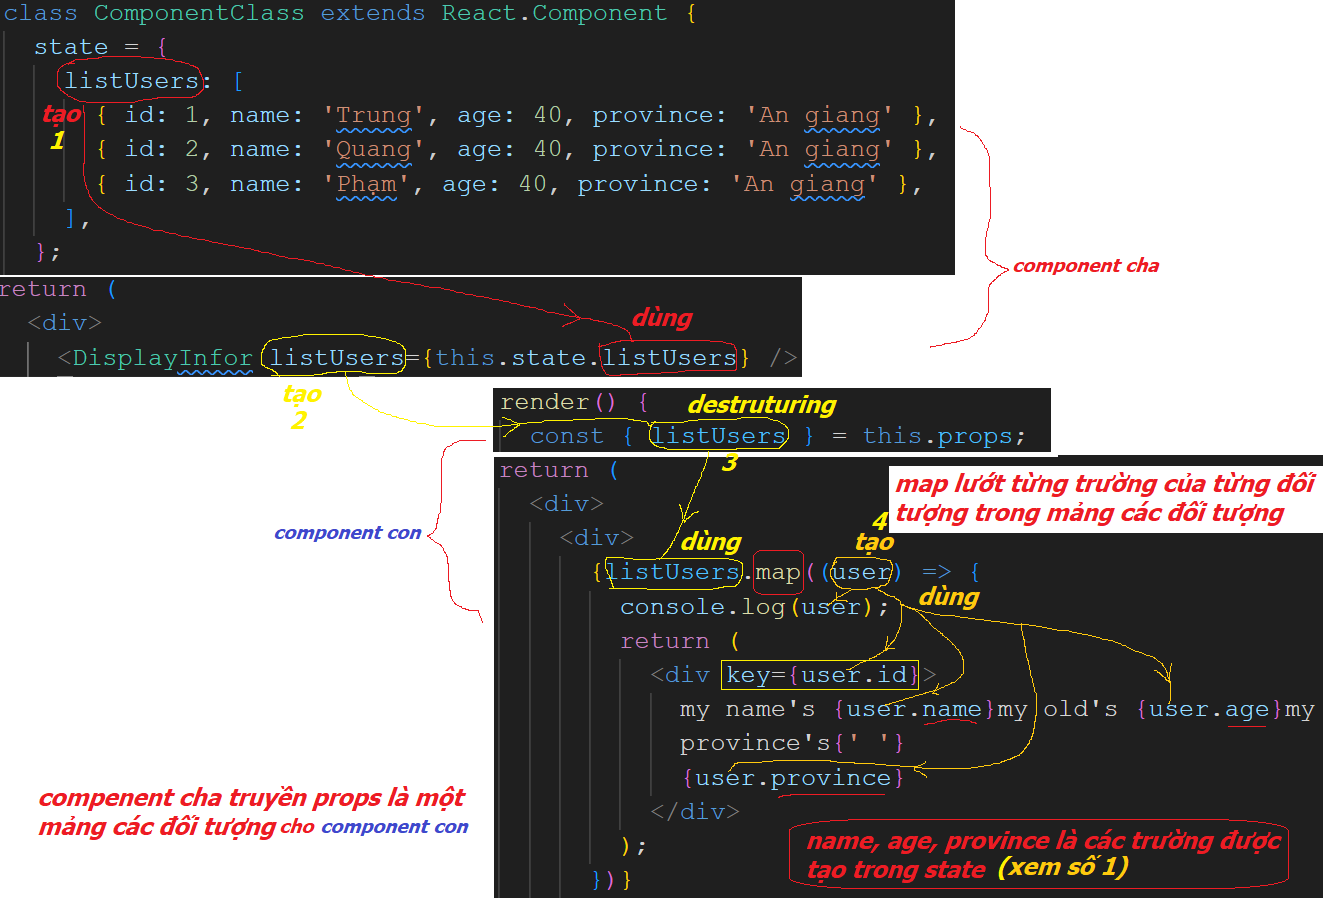 class ComponentClass extends React.Component {
state = {
listUsers: [
tạo
1
{ id: 1, name: 'Trung', age: 40, province: 'An giang' },
{ id: 2, name: 'Quang', age: 40, province: 'An giang' },
{ id: 3, name: 'Phạm', age: 40, province: 'An giang' },
],
};
component cha
return (
<div>
dùng
<DisplayInfor listUsers={this.state.listUsers} />
tạo
2
render() {
destruturing
const { listUsers } = this.props;
3
return (
map lướt từng trường của từng đối
tượng trong mảng các đối tượng
<div>
component con
<div>
4
dùng
tạo
{listUsers.map((user) => {
dùng
console.log(user);
return (
<div key={user.id}>
my name's {user.name}my old's {user.age}my
province's{' '}
{user.province}
</div>
compenent cha truyền props là một
mảng các đối tượng cho component con
);
name, age, province là các trường được
tạo trong state (xem số 1)
})}